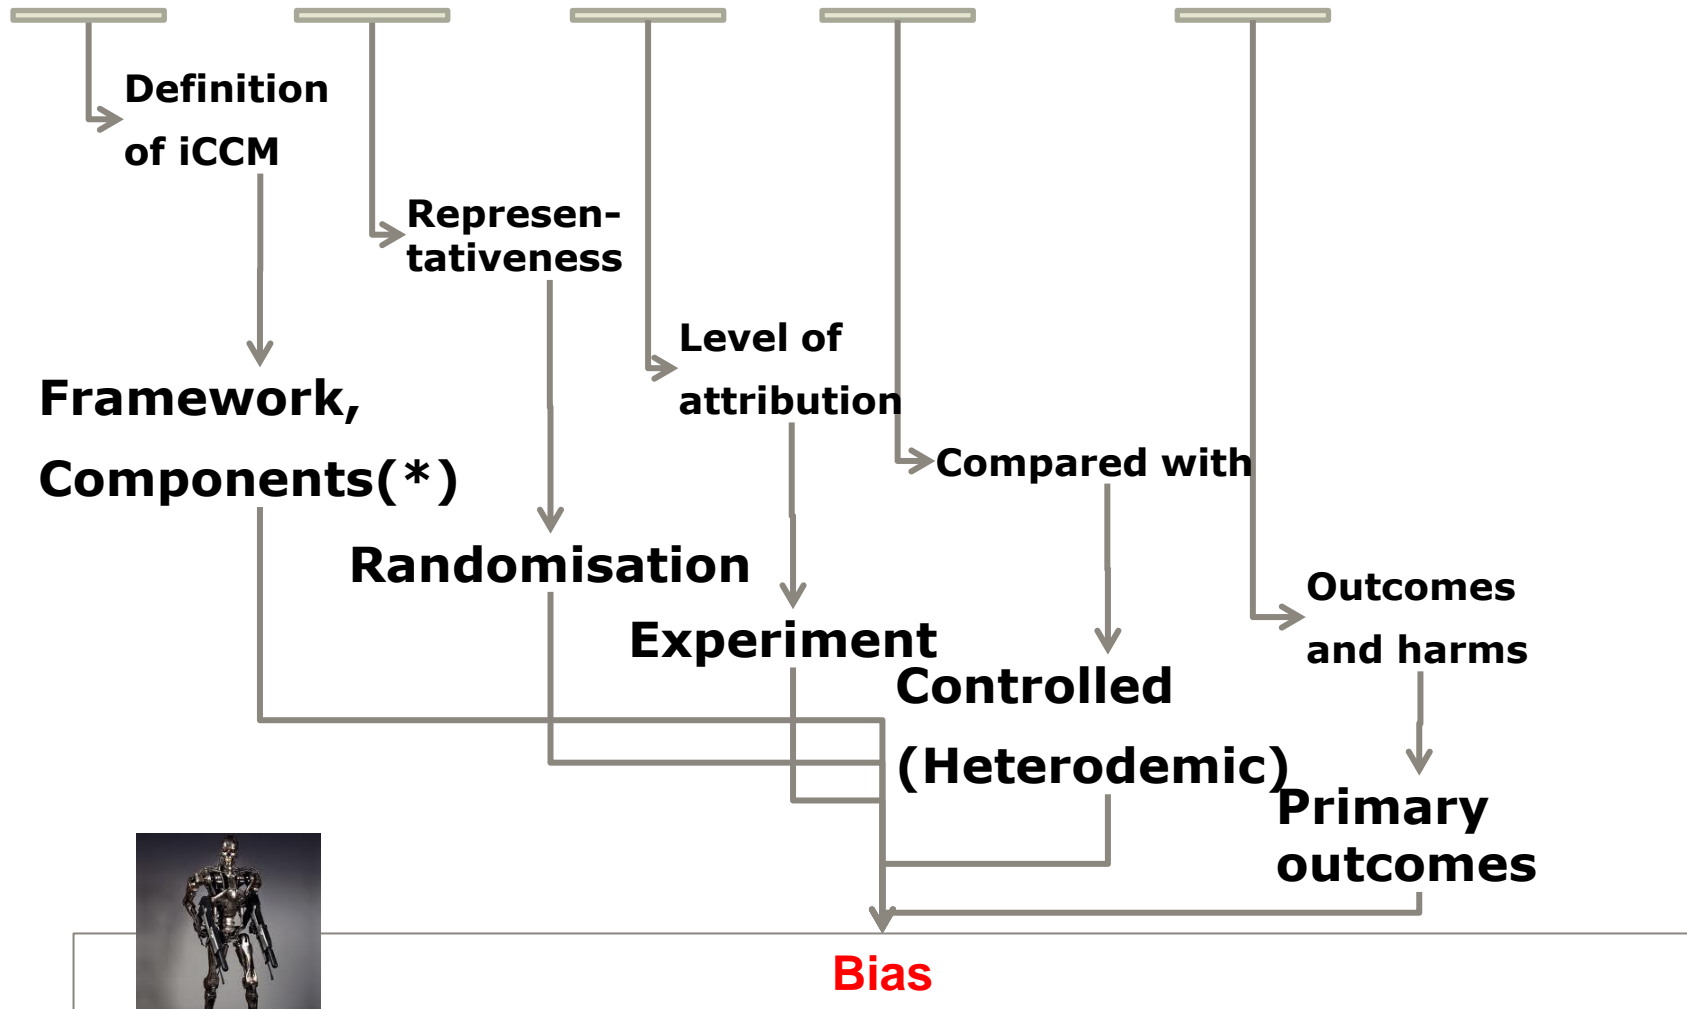 Definition
of iCCM
Represen-
tativeness
Level of
attribution
Compared with
Outcomes
and harms
Framework,
Components(*)
Randomisation
Experiment
Controlled
(Heterodemic)
Primary
outcomes
Bias